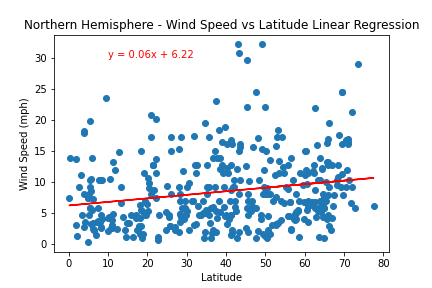 Northern Hemisphere - Wind Speed vs Latitude Linear Regression
y = 0.06x + 6.22
Wind Speed (mph)
30
25
20
15
10
5
0
0 10 20 30 40 50 60 70 80
Latitude